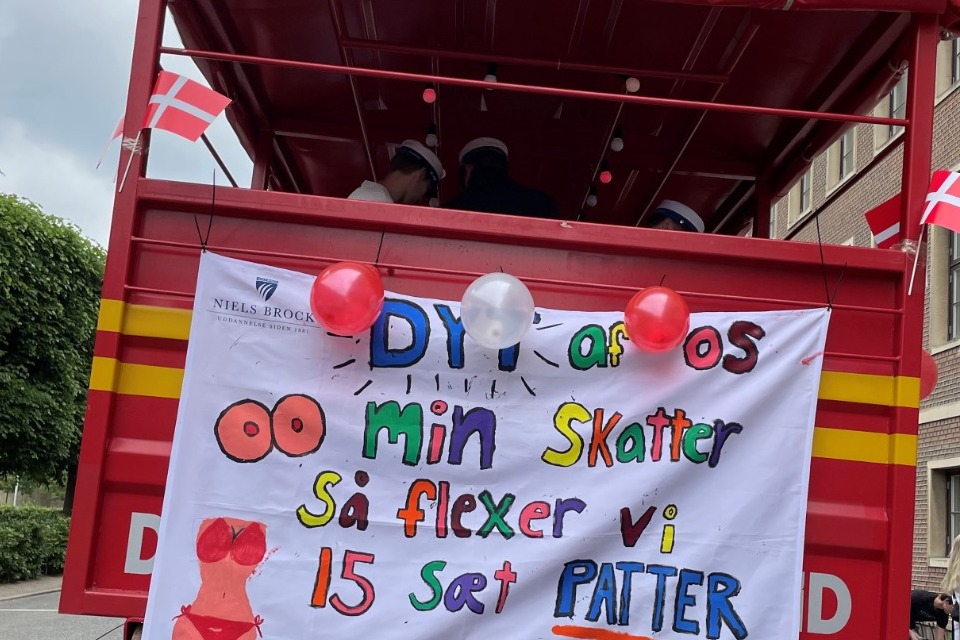 NIELS BROCK
UDDANNELSE SIDEN 1881
DYT af os
min Skatter
Så flexer vi
15 sæt PATTER
D
D